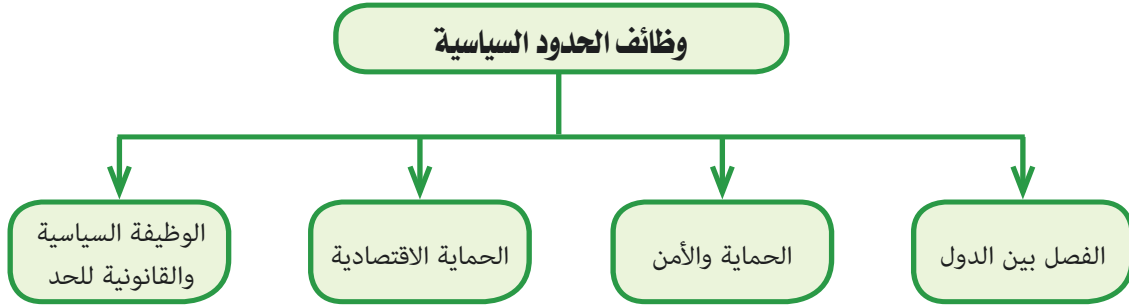 وظائف الحدود السياسية
الفصل بين الدول
الحماية والأمن
الحماية الاقتصادية
الوظيفة السياسية
والقانونية للحد